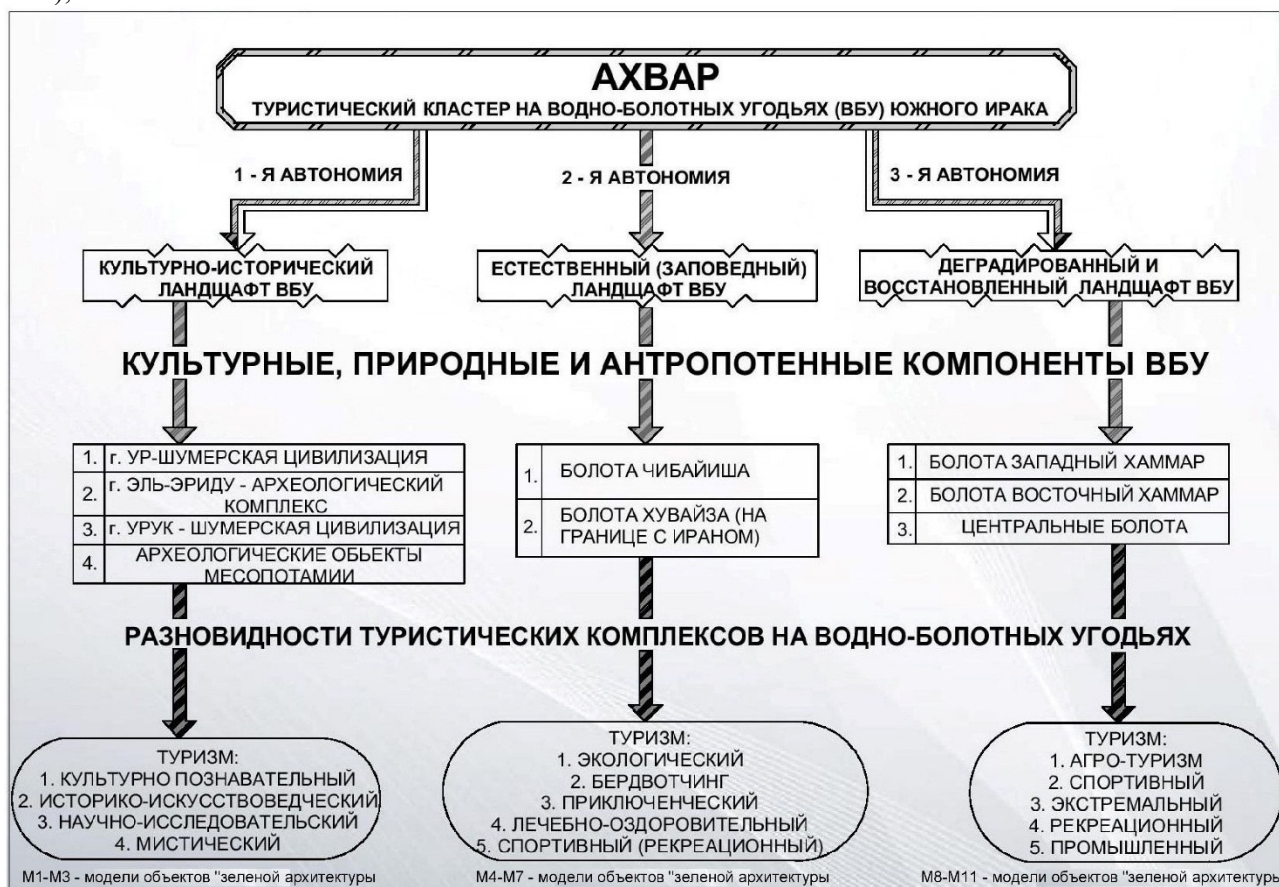 АХВАР
ТУРИСТИЧЕСКИЙ КЛАСТЕР НА ВОДНО-БОЛОТНЫХ УГОДЬЯХ (ВБУ) ЮЖНОГО ИРАКА
1 - Я АВТОНОМИЯ
2 - Я АВТОНОМИЯ
3 - Я АВТОНОМИЯ
КУЛЬТУРНО-ИСТОРИЧЕСКИЙ
ЛАНДШАФТ ВБУ
ЕСТЕСТВЕННЫЙ (ЗАПОВЕДНЫЙ)
ЛАНДШАФТ ВБУ
ДЕГРАДИРОВАННЫЙ И
ВОССТАНОВЛЕННЫЙ ЛАНДШАФТ ВБУ
КУЛЬТУРНЫЕ, ПРИРОДНЫЕ И АНТРОПОТЕННЫЕ КОМПОНЕНТЫ ВБУ
1. г. УР-ШУМЕРСКАЯ ЦИВИЛИЗАЦИЯ
2. г. ЭЛЬ-ЭРИДУ - АРХЕОЛОГИЧЕСКИЙ
КОМПЛЕКС
3. г. УРУК - ШУМЕРСКАЯ ЦИВИЛИЗАЦИЯ
4. АРХЕОЛОГИЧЕСКИЕ ОБЬЕКТЫ
МЕСОПОТАМИИ
1. БОЛОТА ЧИБАЙИША
2. БОЛОТА ХУВАЙЗА (НА
ГРАНИЦЕ С ИРАНОМ)
1. БОЛОТА ЗАПАДНЫЙ ХАММАР
2. БОЛОТА ВОСТОЧНЫЙ ХАММАР
3. ЦЕНТРАЛЬНЫЕ БОЛОТА
РАЗНОВИДНОСТИ ТУРИСТИЧЕСКИХ КОМПЛЕКСОВ НА ВОДНО-БОЛОТНЫХ УГОДЬЯХ
ТУРИЗМ:
1. КУЛЬТУРНО ПОЗНАВАТЕЛЬНЫЙ
2. ИСТОРИКО-ИСКУССТВОВЕДЧЕСКИЙ
3. НАУЧНО-ИССЛЕДОВАТЕЛЬСКИЙ
4. МИСТИЧЕСКИЙ
ТУРИЗМ:
1. ЭКОЛОГИЧЕСКИЙ
2. БЕРДВОТЧИНГ
3. ПРИКЛЮЧЕНЧЕСКИЙ
4. ЛЕЧЕБНО-ОЗДОРОВИТЕЛЬНЫЙ
5. СПОРТИВНЫЙ (РЕКРЕАЦИОННЫЙ)
ТУРИЗМ:
1. АГРО-ТУРИЗМ
2. СПОРТИВНЫЙ
3. ЭКСТРЕМАЛЬНЫЙ
4. РЕКРЕАЦИОННЫЙ
5. ПРОМЫШЛЕННЫЙ
М1-М3 - модели объектов "зеленой архитектуры
М4-М7 - модели объектов "зеленой архитектуры
М8-М11 - модели объектов "зеленой архитектуры